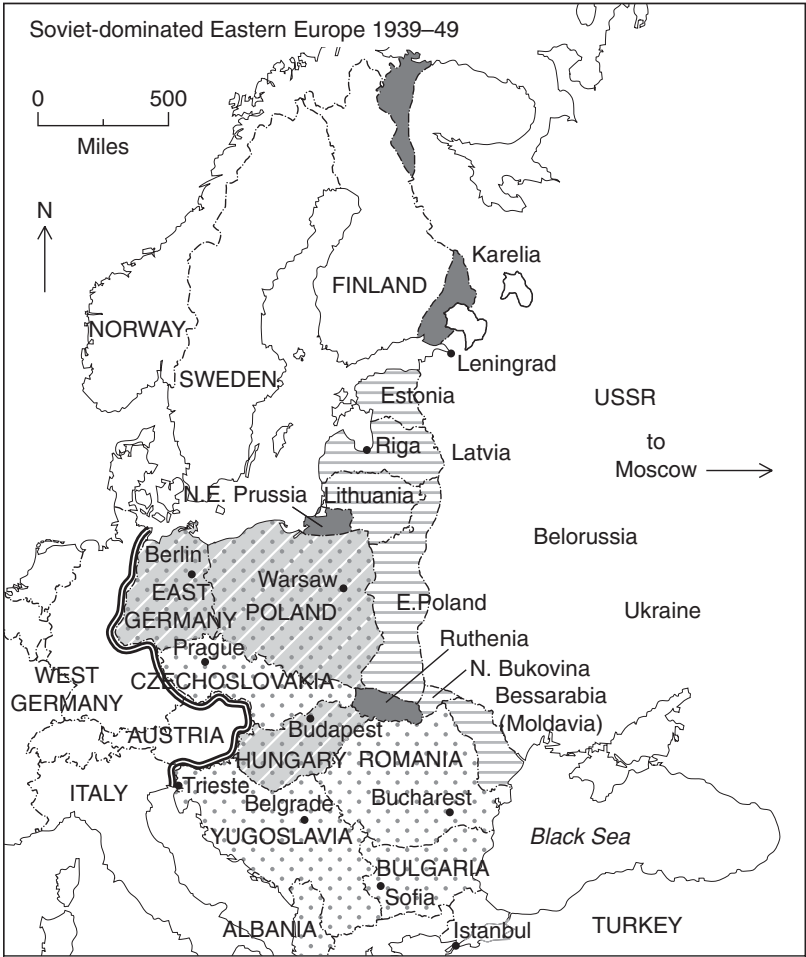 Soviet-dominated Eastern Europe 1939–49
0 500
Miles
N
Karelia
FINLAND
NORWAY
SWEDEN
Leningrad
Estonia
USSR
Riga
Latvia
to
Moscow
N.E. Prussia
Lithuania
Belorussia
Berlin
Warsaw
EAST
GERMANY
POLAND
E.Poland
Ukraine
Ruthenia
Prague
N. Bukovina
CZECHOSLOVAKIA
WEST
GERMANY
Bessarabia
(Moldavia)
AUSTRIA
Budapest
HUNGARY
ROMANIA
Trieste
ITALY
Belgrade
Bucharest
YUGOSLAVIA
Black Sea
BULGARIA
Sofia
ALBANIA
Istanbul
TURKEY